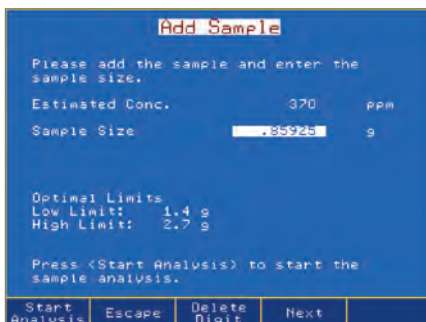 Add Sample
Please add the sample and enter the
sample size.
Estimated Conc. 370 ppm
Sample Size .85925 g
Optimal Limits
Low Limit: 1.4 g
High Limit: 2.7 g
Press <Start Analysis> to start the
sample analysis.
Start Analysis Escape Delete Digit Next